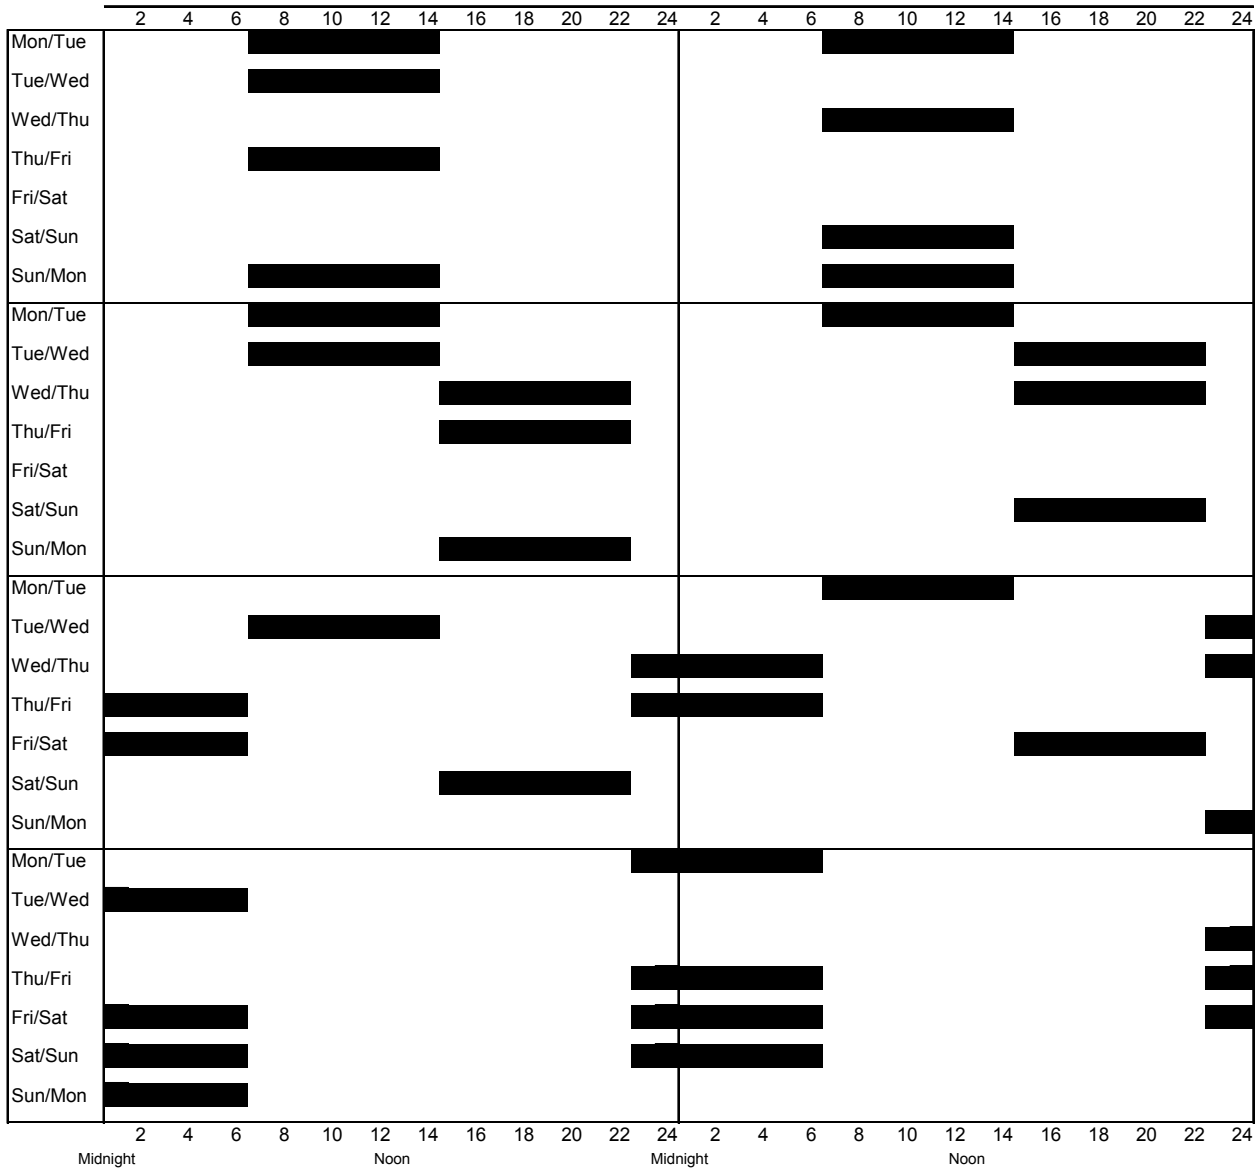 2 4 6 8 10 12 14 16 18 20 22 24 2 4 6 8 10 12 14 16 18 20 22 24
Mon/Tue
Tue/Wed
Wed/Thu
Thu/Fri
Fri/Sat
Sat/Sun
Sun/Mon
Mon/Tue
Tue/Wed
Wed/Thu
Thu/Fri
Fri/Sat
Sat/Sun
Sun/Mon
Mon/Tue
Tue/Wed
Wed/Thu
Thu/Fri
Fri/Sat
Sat/Sun
Sun/Mon
Mon/Tue
Tue/Wed
Wed/Thu
Thu/Fri
Fri/Sat
Sat/Sun
Sun/Mon
2 4 6 8 10 12 14 16 18 20 22 24 2 4 6 8 10 12 14 16 18 20 22 24
Midnight Noon Midnight Noon